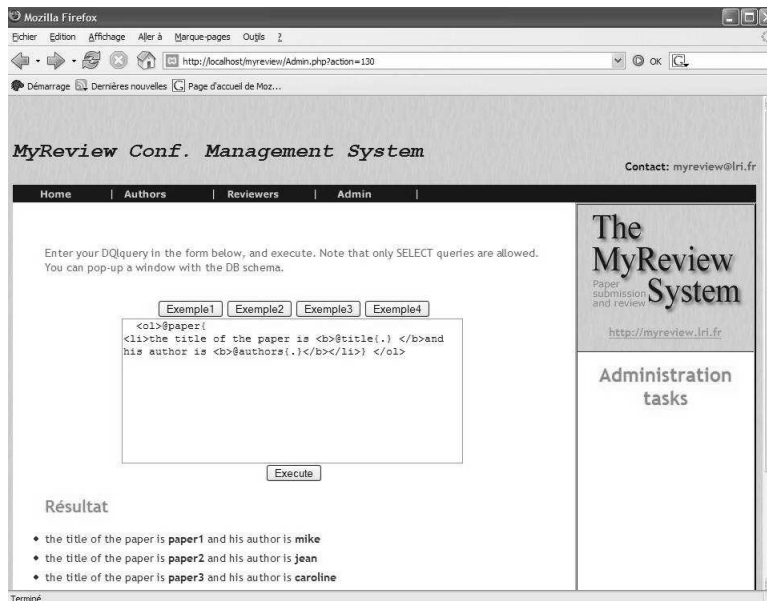 Mozilla Firefox
Fichier Edition Affichage Aller à Marque-pages Outils ?
http://localhost/myreview/Admin.php?action=130
OK
Démarrage Dernières nouvelles Page d'accueil de Moz...
MyReview Conf. Management System
Contact: myreview@lri.fr
Home | Authors | Reviewers | Admin |
Enter your DQlquery in the form below, and execute. Note that only SELECT queries are allowed.
You can pop-up a window with the DB schema.
Exemple1 Exemple2 Exemple3 Exemple4
<ol>@paper{
<li>the title of the paper is <b>@title{.} </b>and
his author is <b>@authors{.}</b></li>} </ol>
Execute
Résultat
the title of the paper is paper1 and his author is mike
the title of the paper is paper2 and his author is jean
the title of the paper is paper3 and his author is caroline
The
MyReview
Paper
submission
and review
System
http://myreview.lri.fr
Administration
tasks
Terminé